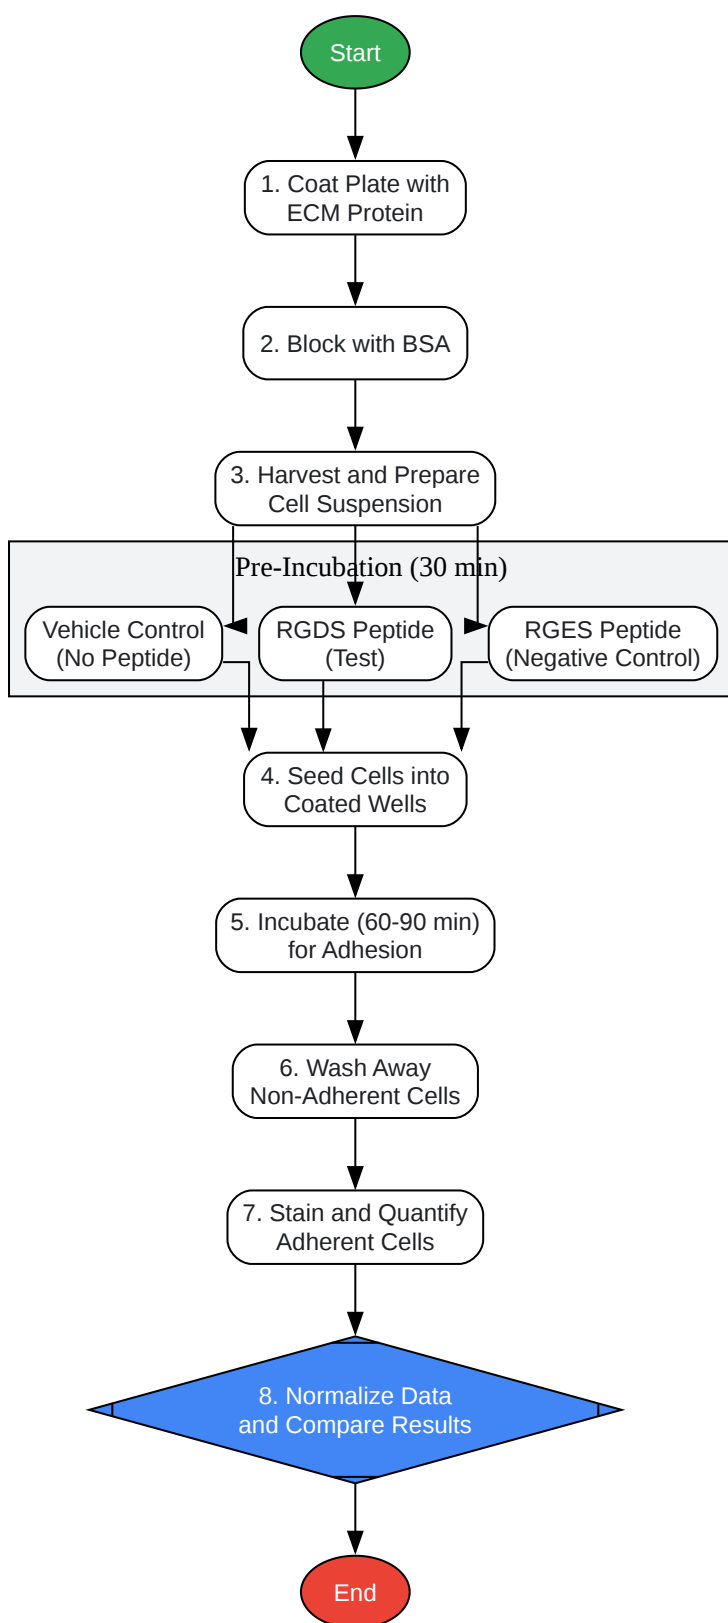 Start
1. Coat Plate with
ECM Protein
2. Block with BSA
3. Harvest and Prepare
Cell Suspension
Pre-Incubation (30 min)
Vehicle Control
(No Peptide)
RGDS Peptide
(Test)
RGES Peptide
(Negative Control)
4. Seed Cells into
Coated Wells
5. Incubate (60-90 min)
for Adhesion
6. Wash Away
Non-Adherent Cells
7. Stain and Quantify
Adherent Cells
8. Normalize Data
and Compare Results
End